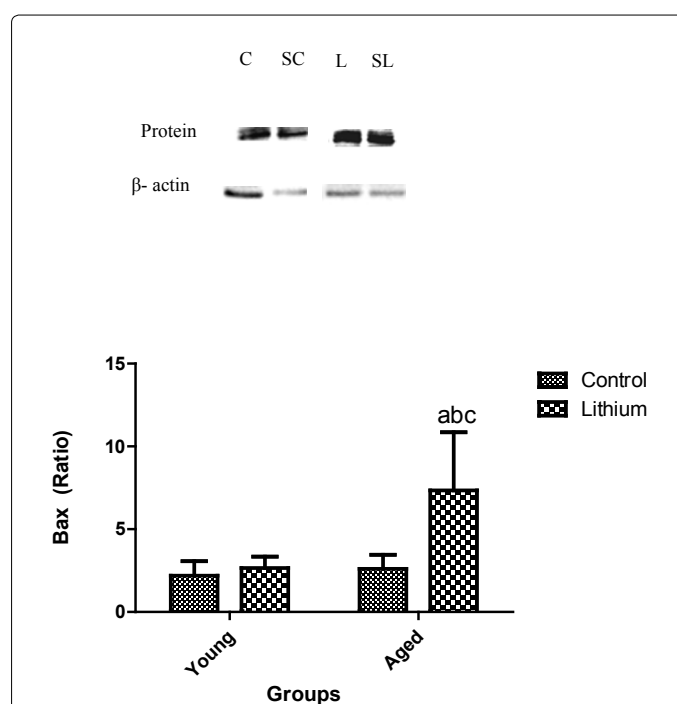 C SC L SL
Protein
β- actin
15
10
5
0
Bax (Ratio)
abc
Control
Lithium
Young
Aged
Groups